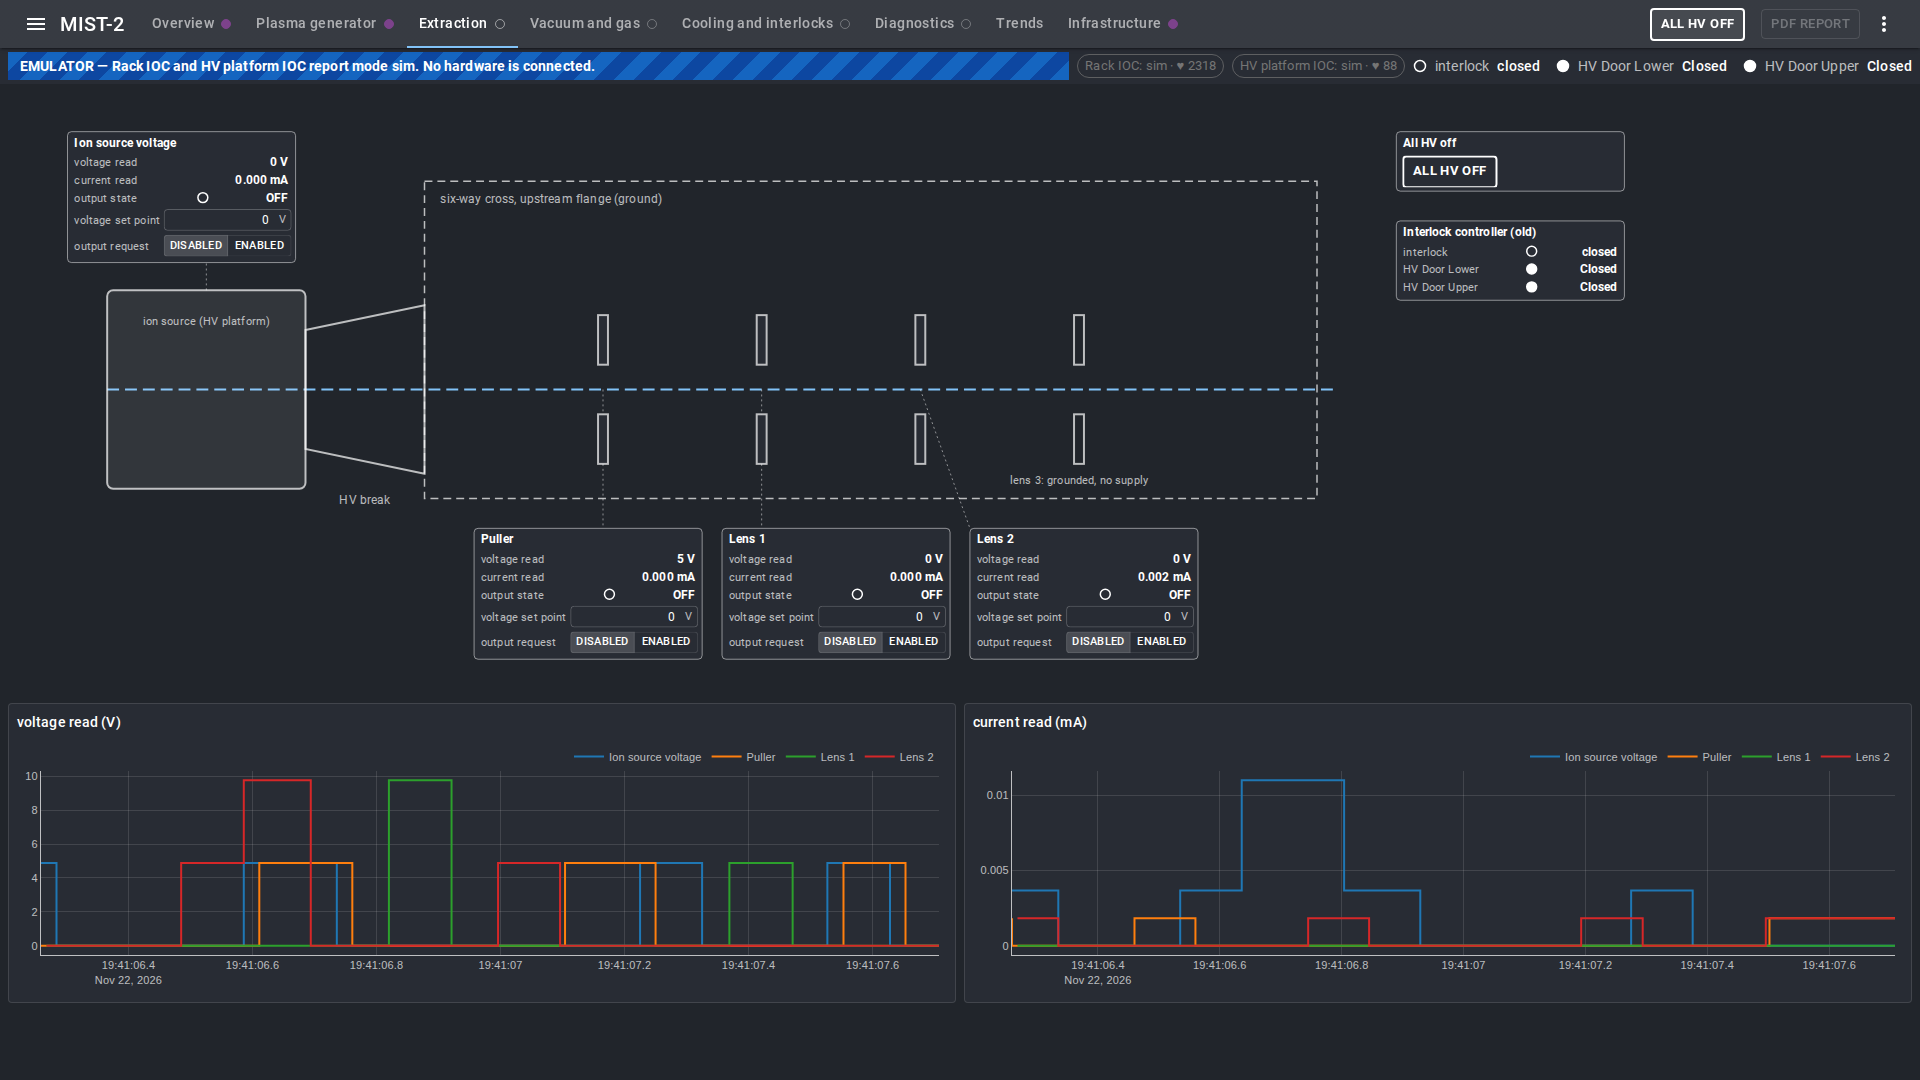 MIST-2
Overview
Plasma generator
Extraction
Vacuum and gas
Cooling and interlocks
Diagnostics
Trends
Infrastructure
ALL HV OFF
PDF REPORT
EMULATOR — Rack IOC and HV platform IOC report mode sim. No hardware is connected.
Rack IOC: sim · ♥ 2318
HV platform IOC: sim · ♥ 88
interlock closed
HV Door Lower Closed
HV Door Upper Closed
Ion source voltage
voltage read 0 V
current read 0.000 mA
output state OFF
voltage set point 0 V
output request DISABLED ENABLED
All HV off
ALL HV OFF
six-way cross, upstream flange (ground)
Interlock controller (old)
interlock closed
HV Door Lower Closed
HV Door Upper Closed
ion source (HV platform)
lens 3: grounded, no supply
HV break
Puller
voltage read 5 V
current read 0.000 mA
output state OFF
voltage set point 0 V
output request DISABLED ENABLED
Lens 1
voltage read 0 V
current read 0.000 mA
output state OFF
voltage set point 0 V
output request DISABLED ENABLED
Lens 2
voltage read 0 V
current read 0.002 mA
output state OFF
voltage set point 0 V
output request DISABLED ENABLED
voltage read (V)
Ion source voltage Puller Lens 1 Lens 2
10
8
6
4
2
0
19:41:06.4 19:41:06.6 19:41:06.8 19:41:07 19:41:07.2 19:41:07.4 19:41:07.6
Nov 22, 2026
current read (mA)
Ion source voltage Puller Lens 1 Lens 2
0.01
0.005
0
19:41:06.4 19:41:06.6 19:41:06.8 19:41:07 19:41:07.2 19:41:07.4 19:41:07.6
Nov 22, 2026